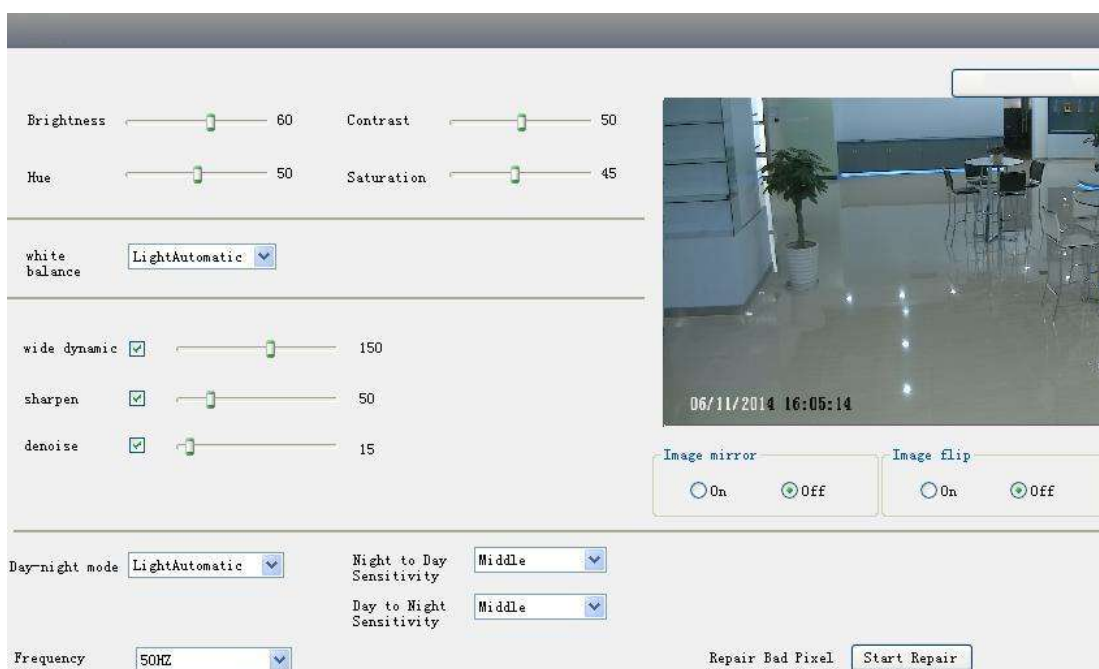 Brightness 60 Contrast 50
Hue 50 Saturation 45
white
balance
LightAutomatic
wide dynamic 150
sharpen 50
denoise 15
06/11/2014 16:05:14
Image mirror
On Off
Image flip
On Off
Day-night mode LightAutomatic
Night to Day
Sensitivity
Middle
Day to Night
Sensitivity
Middle
Frequency 50HZ
Repair Bad Pixel Start Repair